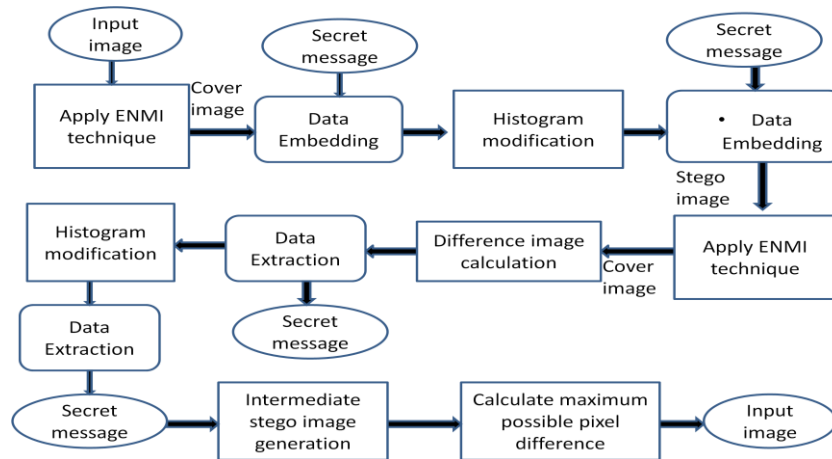 Input
image
Secret
message
Secret
message
Apply ENMI
technique
Cover
image
Data
Embedding
Histogram
modification
• Data
Embedding
Stego
image
Histogram
modification
Data
Extraction
Difference image
calculation
Cover
image
Apply ENMI
technique
Secret
message
Data
Extraction
Secret
message
Intermediate
stego image
generation
Calculate maximum
possible pixel
difference
Input
image